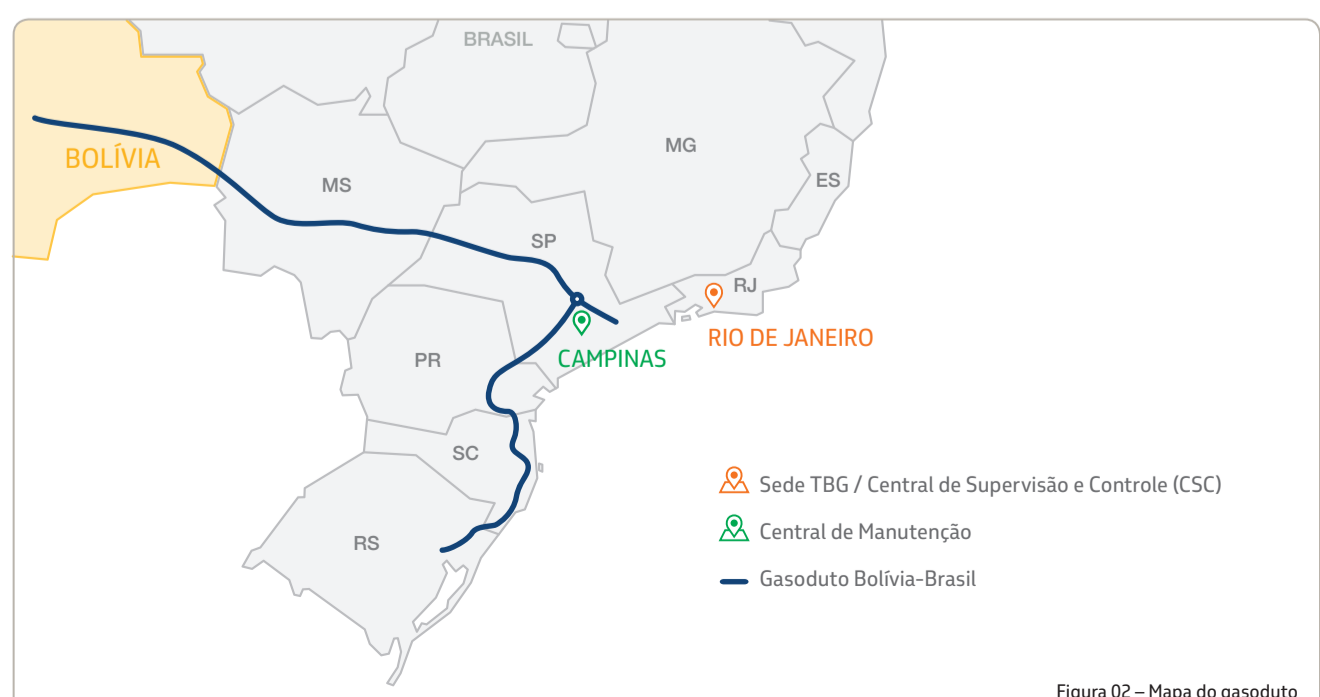 BRASIL
BOLÍVIA
MG
MS
ES
SP
RJ
RIO DE JANEIRO
CAMPINAS
PR
SC
RS
Sede TBG / Central de Supervisão e Controle (CSC)
Central de Manutenção
Gasoduto Bolívia-Brasil
Figura 02 – Mapa do gasoduto